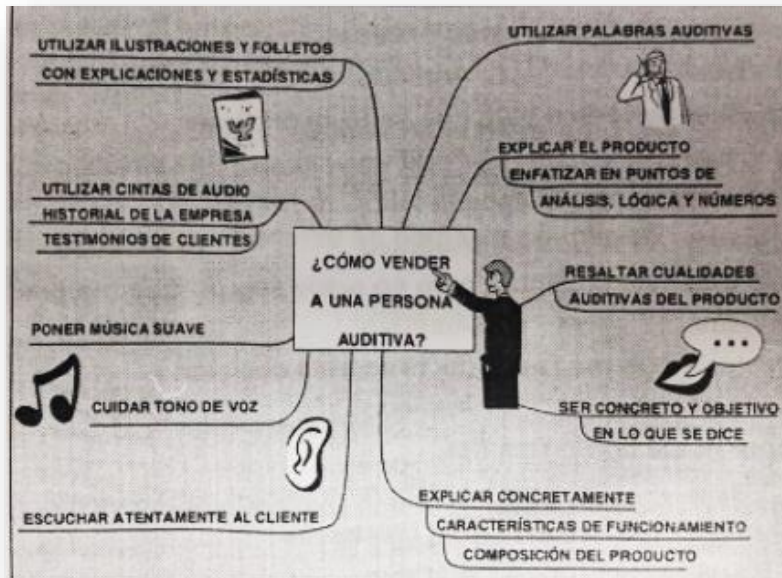 UTILIZAR ILUSTRACIONES Y FOLLETOS
CON EXPLICACIONES Y ESTADÍSTICAS
UTILIZAR CINTAS DE AUDIO
HISTORIAL DE LA EMPRESA
TESTIMONIOS DE CLIENTES
PONER MÚSICA SUAVE
CUIDAR TONO DE VOZ
ESCUCHAR ATENTAMENTE AL CLIENTE
¿CÓMO VENDER
A UNA PERSONA
AUDITIVA?
UTILIZAR PALABRAS AUDITIVAS
EXPLICAR EL PRODUCTO
ENFATIZAR EN PUNTOS DE
ANÁLISIS, LÓGICA Y NÚMEROS
RESALTAR CUALIDADES
AUDITIVAS DEL PRODUCTO
SER CONCRETO Y OBJETIVO
EN LO QUE SE DICE
EXPLICAR CONCRETAMENTE
CARACTERÍSTICAS DE FUNCIONAMIENTO
COMPOSICIÓN DEL PRODUCTO